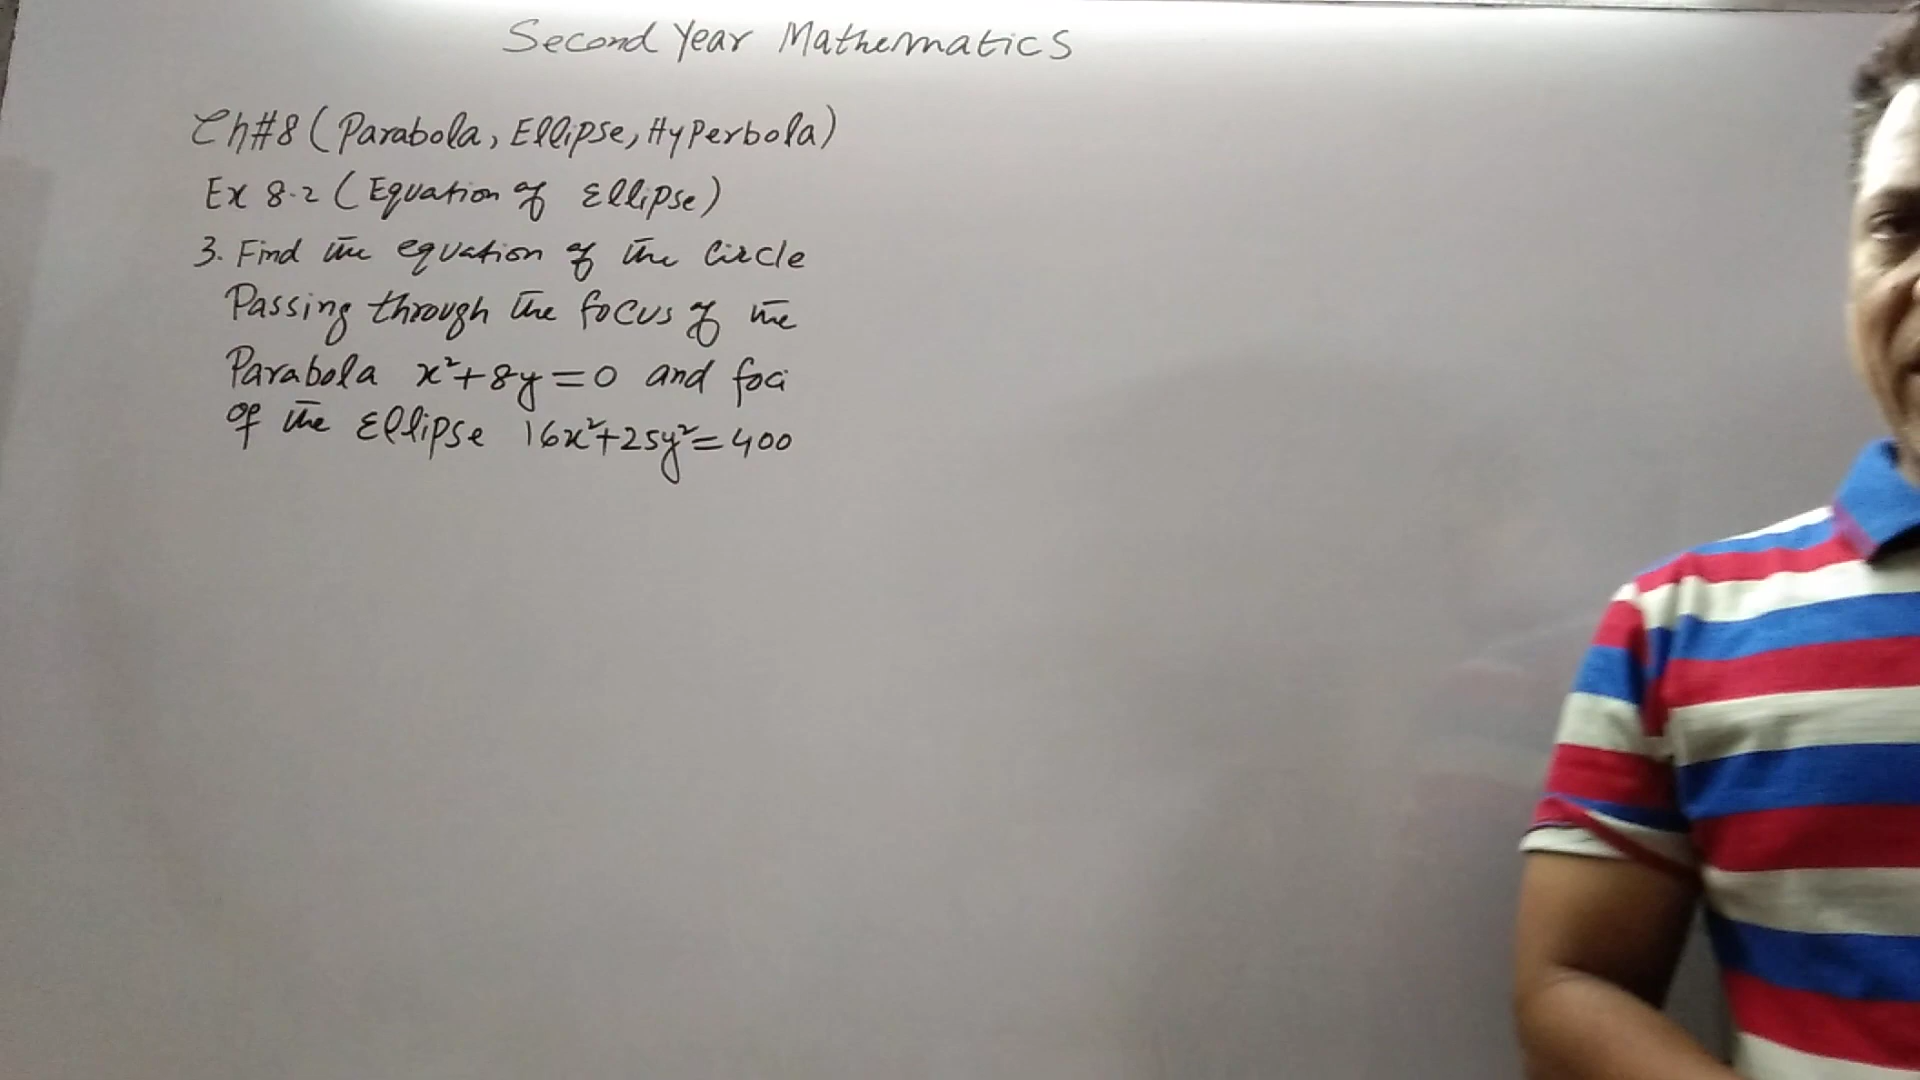 Second Year Mathematics
Ch#8 (Parabola, Ellipse, Hyperbola)
Ex 8.2 (Equation of Ellipse)
3. Find the equation of the Circle
Passing through the focus of the
Parabola x²+8y=0 and foci
of the Ellipse 16x²+25y²=400